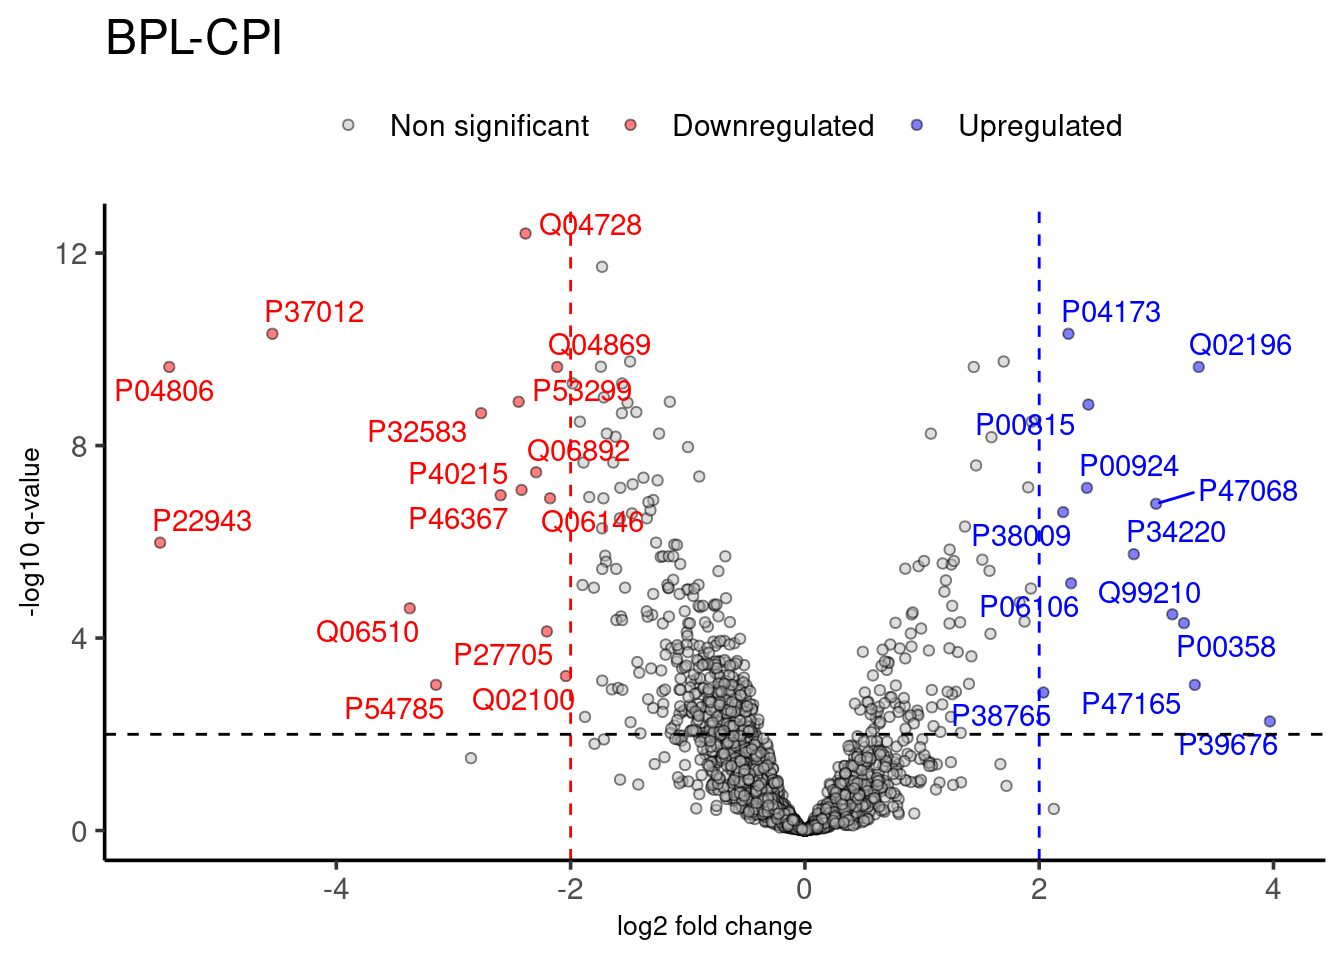 BPL-CPI
Non significant Downregulated Upregulated
Q04728
12
P37012 P04173
Q04869 Q02196
P04806 P53299
P32583 P00815
8
Q06892
P40215 P00924
P47068
P22943 P46367 Q06146
P38009 P34220
-log10 q-value
Q99210
P06106
Q06510
4
P27705 P00358
Q02100 P47165
P54785 P38765
P39676
0
-4 -2 0 2 4
log2 fold change